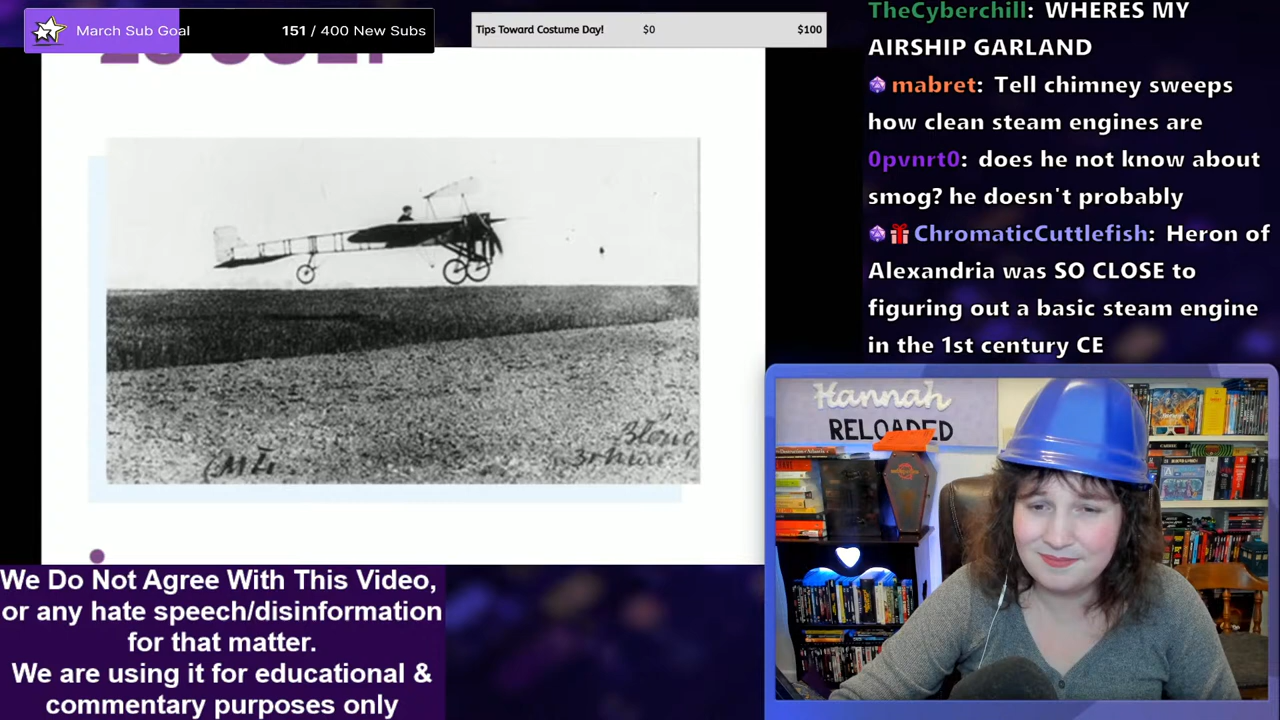 March Sub Goal 151 / 400 New Subs
Tips Toward Costume Day! $0 $100
TheCyberchill: WHERES MY
AIRSHIP GARLAND
mabret: Tell chimney sweeps
how clean steam engines are
0pvnrt0: does he not know about
smog? he doesn't probably
ChromaticCuttlefish: Heron of
Alexandria was SO CLOSE to
figuring out a basic steam engine
in the 1st century CE
Hannah
RELOADED
We Do Not Agree With This Video,
or any hate speech/disinformation
for that matter.
We are using it for educational &
commentary purposes only